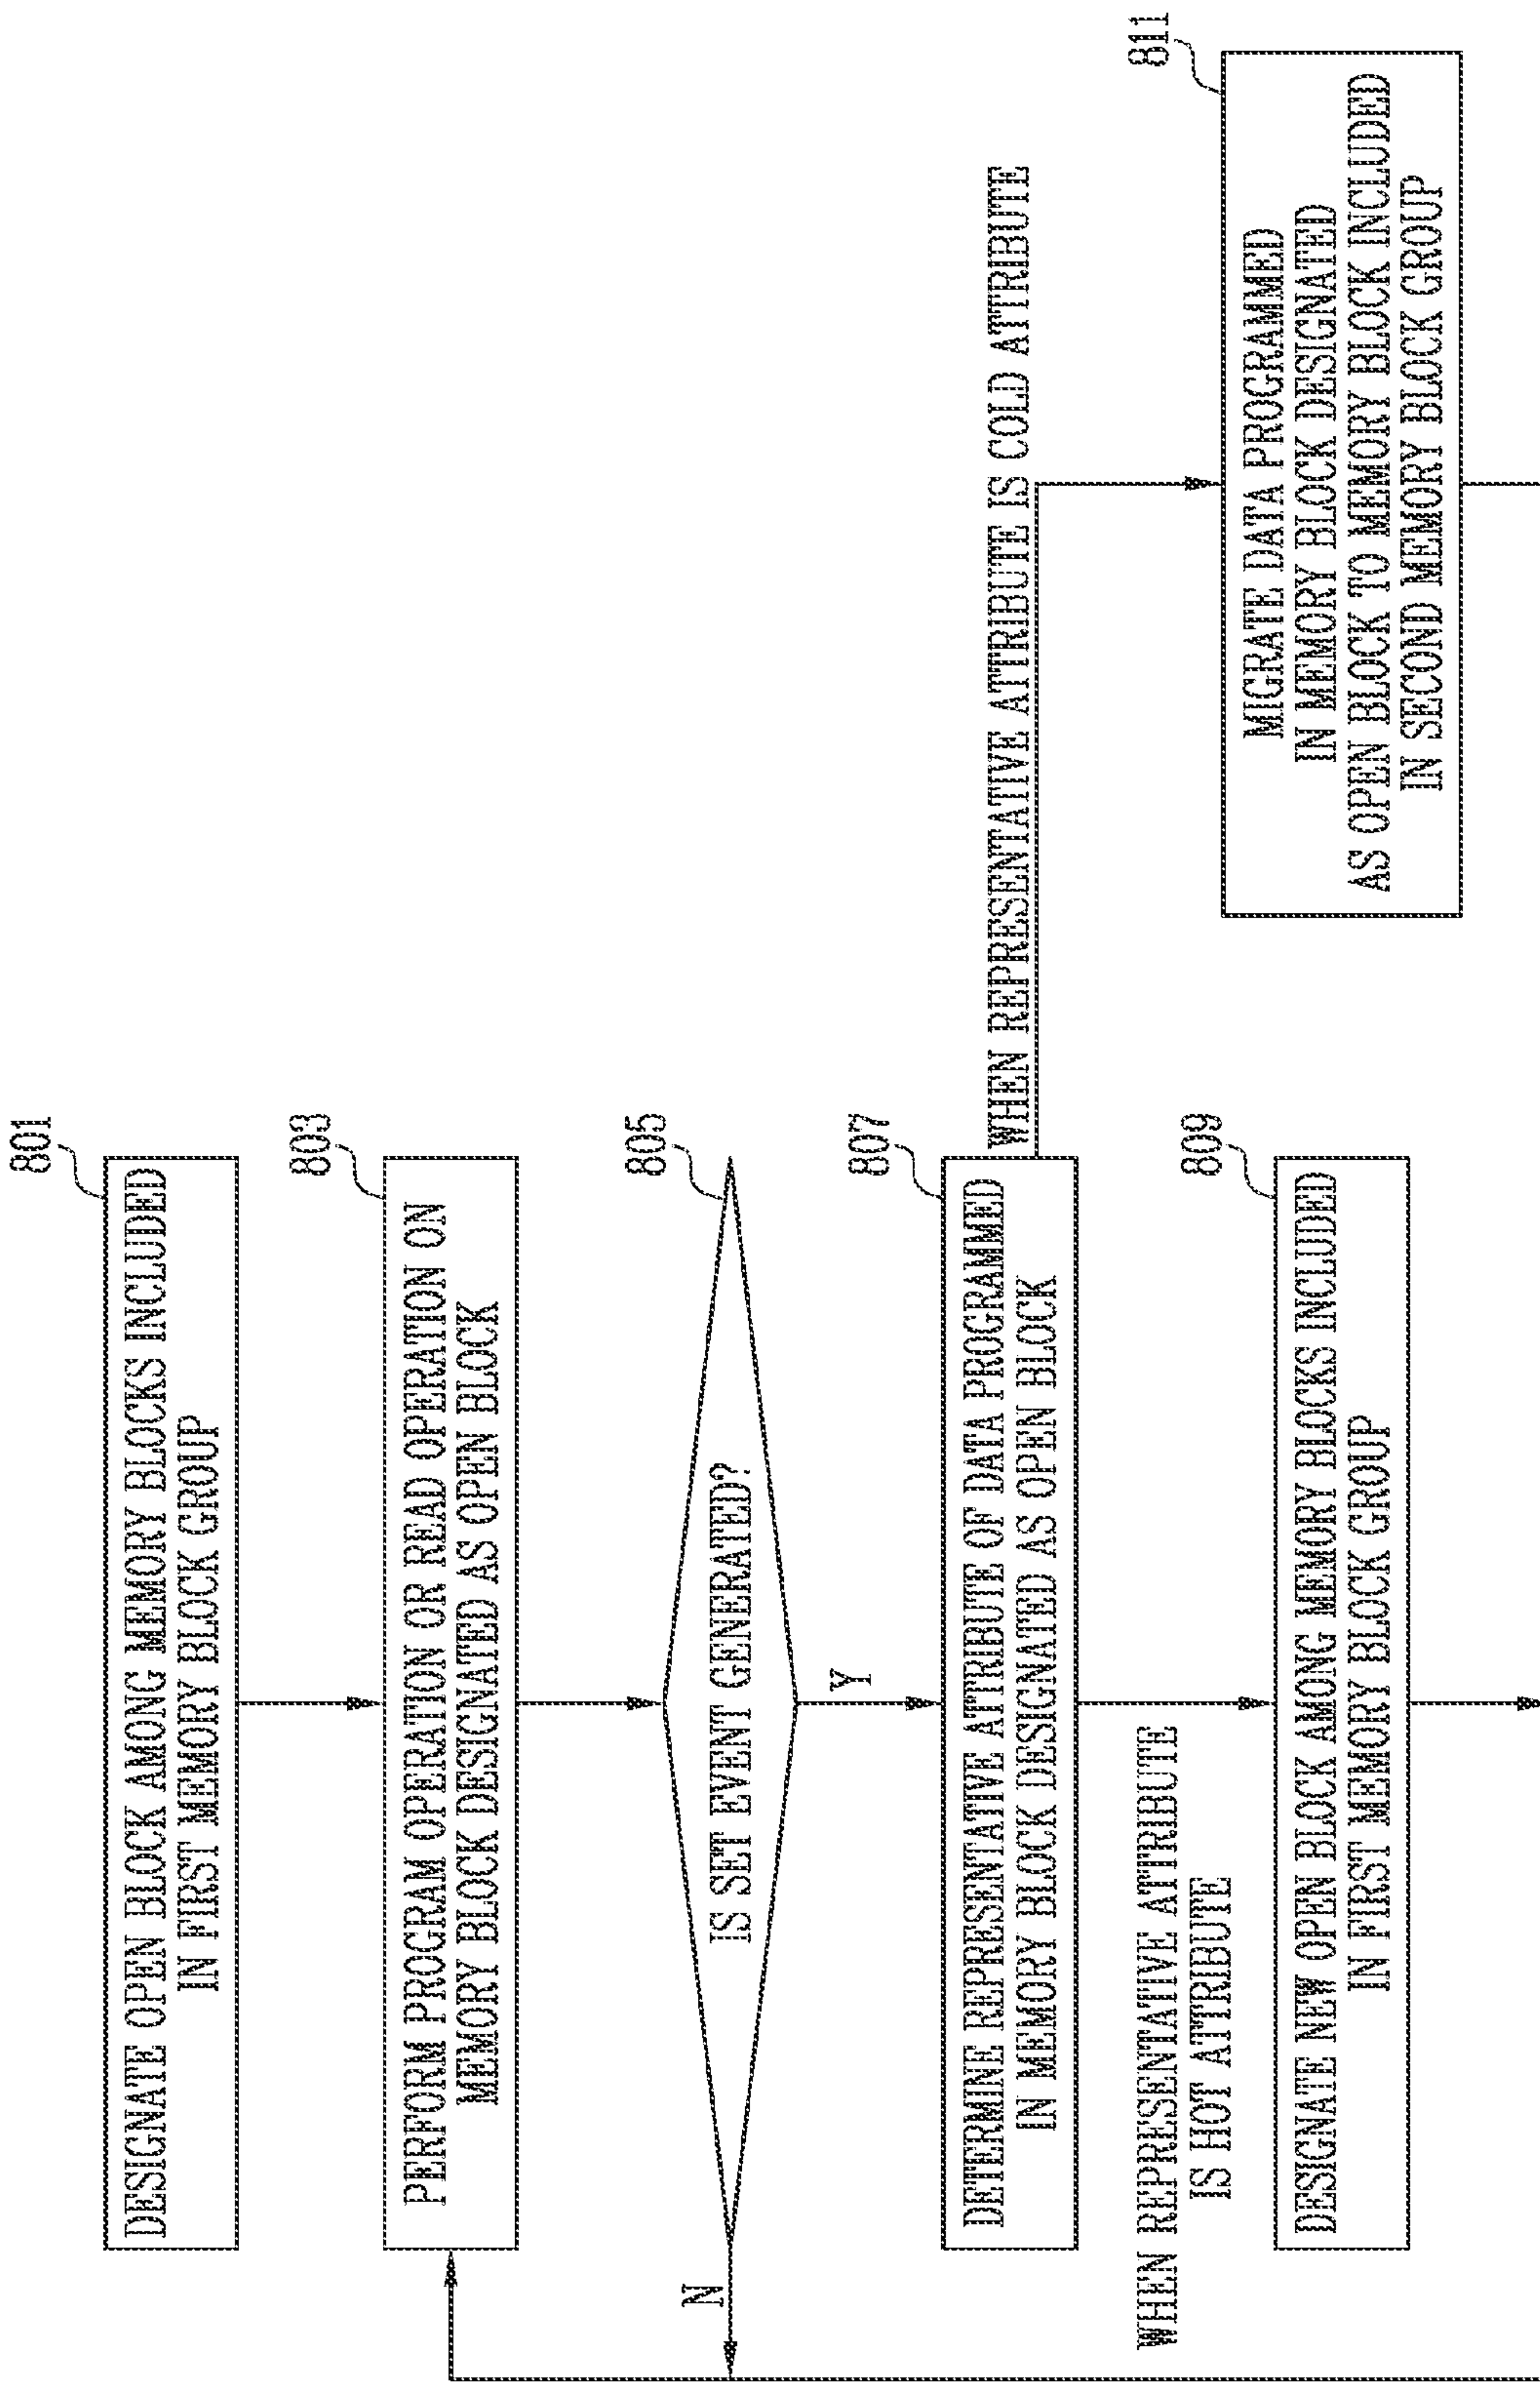 801
DESIGNATE OPEN BLOCK AMONG MEMORY BLOCKS INCLUDED
IN FIRST MEMORY BLOCK GROUP
803
PERFORM PROGRAM OPERATION OR READ OPERATION ON
MEMORY BLOCK DESIGNATED AS OPEN BLOCK
805
IS SET EVENT GENERATED?
N
Y
807
DETERMINE REPRESENTATIVE ATTRIBUTE OF DATA PROGRAMMED
IN MEMORY BLOCK DESIGNATED AS OPEN BLOCK
WHEN REPRESENTATIVE ATTRIBUTE IS COLD ATTRIBUTE
WHEN REPRESENTATIVE ATTRIBUTE
IS HOT ATTRIBUTE
809
DESIGNATE NEW OPEN BLOCK AMONG MEMORY BLOCKS INCLUDED
IN FIRST MEMORY BLOCK GROUP
811
MIGRATE DATA PROGRAMMED
IN MEMORY BLOCK DESIGNATED
AS OPEN BLOCK TO MEMORY BLOCK INCLUDED
IN SECOND MEMORY BLOCK GROUP